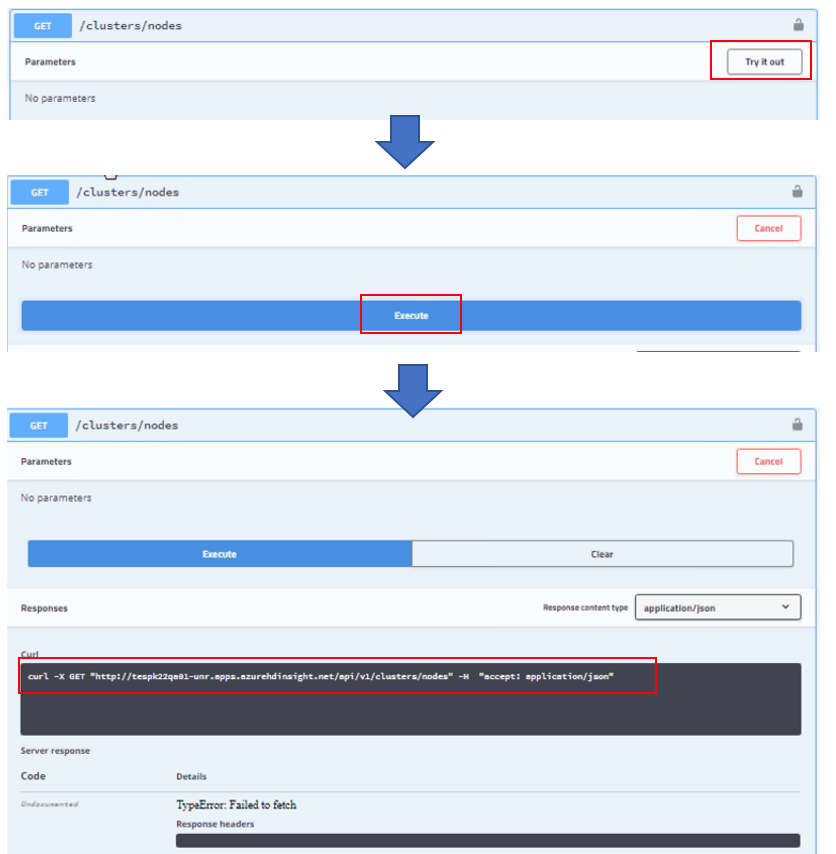 GET /clusters/nodes
Parameters Try it out
No parameters
GET /clusters/nodes
Parameters Cancel
No parameters
Execute
GET /clusters/nodes
Parameters Cancel
No parameters
Execute Clear
Responses Response content type application/json
Curl
curl -X GET "http://tespk22qa01-unr.apps.azurehdinsight.net/api/v1/clusters/nodes" -H "accept: application/json"
Server response
Code Details
Undocumented TypeError: Failed to fetch
Response headers